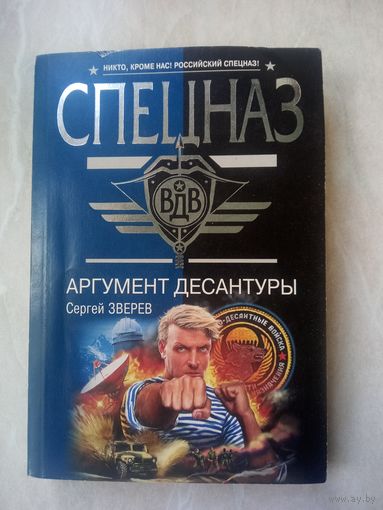 НИКТО, КРОМЕ НАС! РОССИЙСКИЙ СПЕЦНАЗ!
СПЕЦНАЗ
ВДВ
АРГУМЕНТ ДЕСАНТУРЫ
Сергей ЗВЕРЕВ
-ДЕСАНТНЫЕ ВОЙСКА
www.ay.by